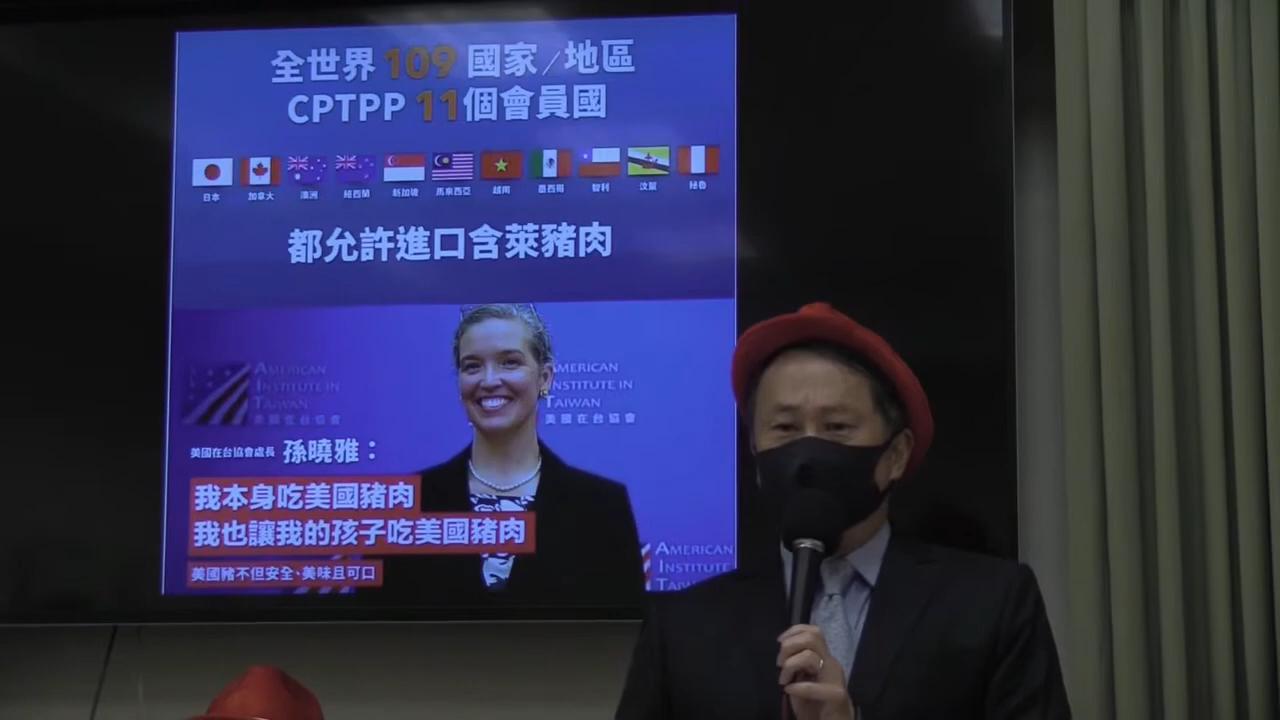 全世界 109 國家/地區
CPTPP 11個會員國
日本 加拿大 澳洲 紐西蘭 新加坡 馬來西亞 越南 墨西哥 智利 汶萊 秘魯
都允許進口含萊豬肉
AMERICAN
INSTITUTE IN
TAIWAN
美國在台協會
AMERICAN
INSTITUTE IN
TAIWAN
美國在台協會
美國在台協會處長 孫曉雅：
我本身吃美國豬肉
我也讓我的孩子吃美國豬肉
美國豬不但安全、美味且可口
AMERICAN
INSTITUTE
TAI